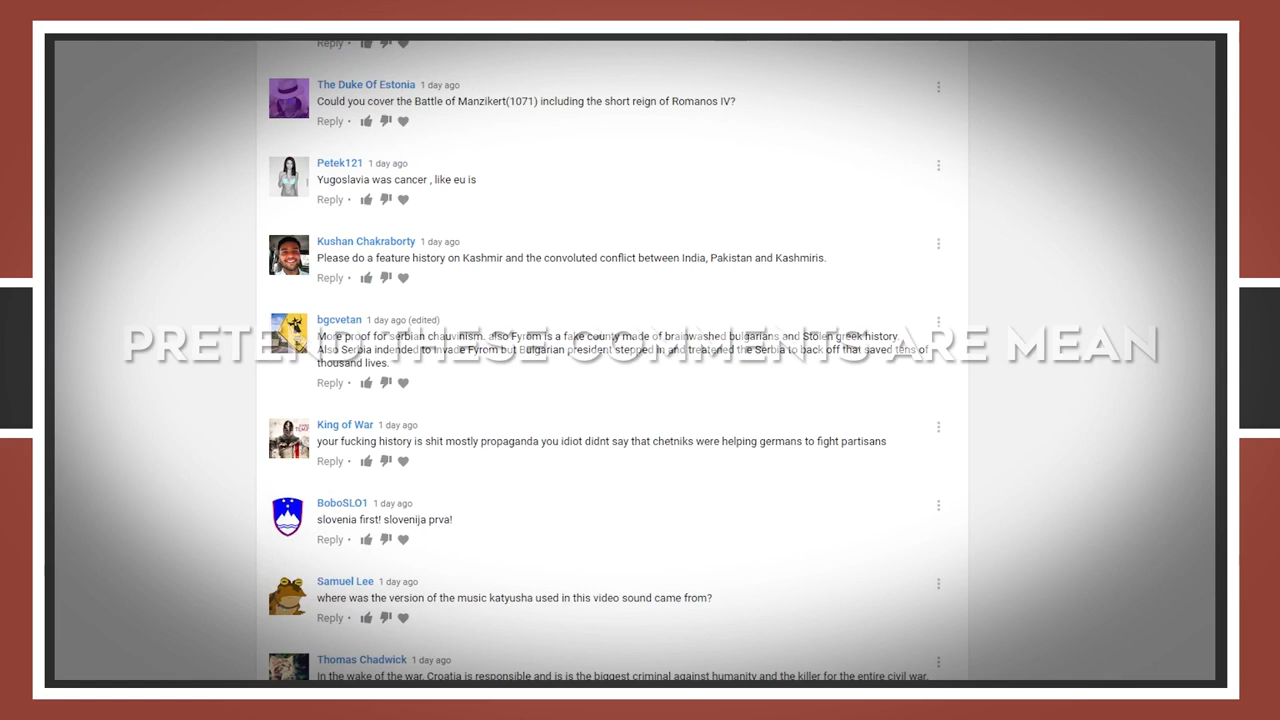 Reply •
The Duke Of Estonia 1 day ago
Could you cover the Battle of Manzikert(1071) including the short reign of Romanos IV?
Reply •
Petek121 1 day ago
Yugoslavia was cancer , like eu is
Reply •
Kushan Chakraborty 1 day ago
Please do a feature history on Kashmir and the convoluted conflict between India, Pakistan and Kashmiris.
Reply •
bgcvetan 1 day ago (edited)
More proof for serbian chauvinism. also Fyrom is a fake county made of brainwashed bulgarians and Stolen greek history.
PRETEND THESE COMMENTS ARE MEAN
Also Serbia indended to invade Fyrom but Bulgarian president stepped in and treatened the Serbia to back off that saved tens of
thousand lives.
Reply •
King of War 1 day ago
your fucking history is shit mostly propaganda you idiot didnt say that chetniks were helping germans to fight partisans
Reply •
BoboSLO1 1 day ago
slovenia first! slovenija prva!
Reply •
Samuel Lee 1 day ago
where was the version of the music katyusha used in this video sound came from?
Reply •
Thomas Chadwick 1 day ago
In the wake of the war, Croatia is responsible and is is the biggest criminal against humanity and the killer for the entire civil war.